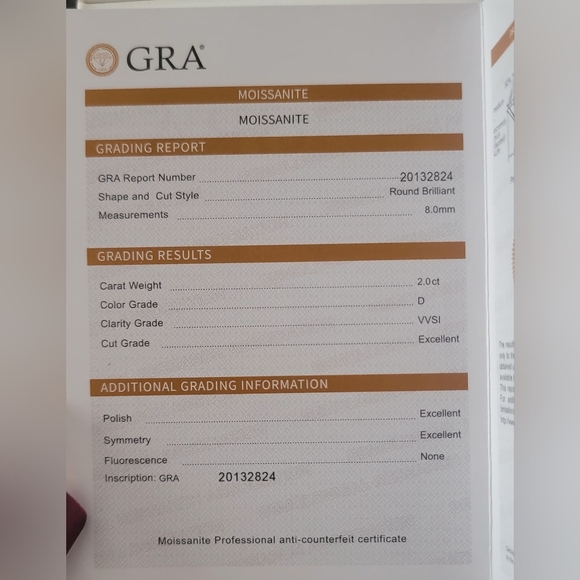 GRA®
MOISSANITE
MOISSANITE
GRADING REPORT
GRA Report Number 20132824
Shape and Cut Style Round Brilliant
Measurements 8.0mm
GRADING RESULTS
Carat Weight 2.0ct
Color Grade D
Clarity Grade VVSI
Cut Grade Excellent
ADDITIONAL GRADING INFORMATION
Polish Excellent
Symmetry Excellent
Fluorescence None
Inscription: GRA 20132824
Moissanite Professional anti-counterfeit certificate